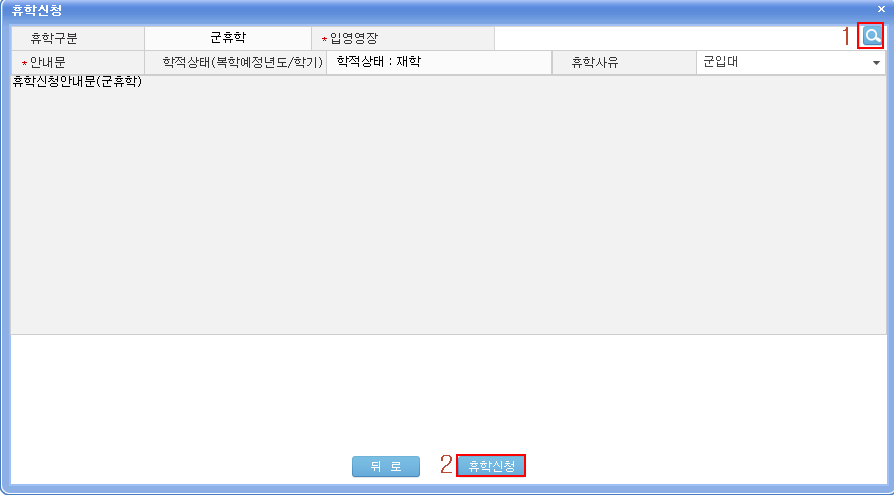 휴학신청
휴학구분 군휴학 *입영영장 1
*안내문 학적상태(복학예정년도/학기) 학적상태 : 재학 휴학사유 군입대
휴학신청안내문(군휴학)
뒤 로 2 휴학신청